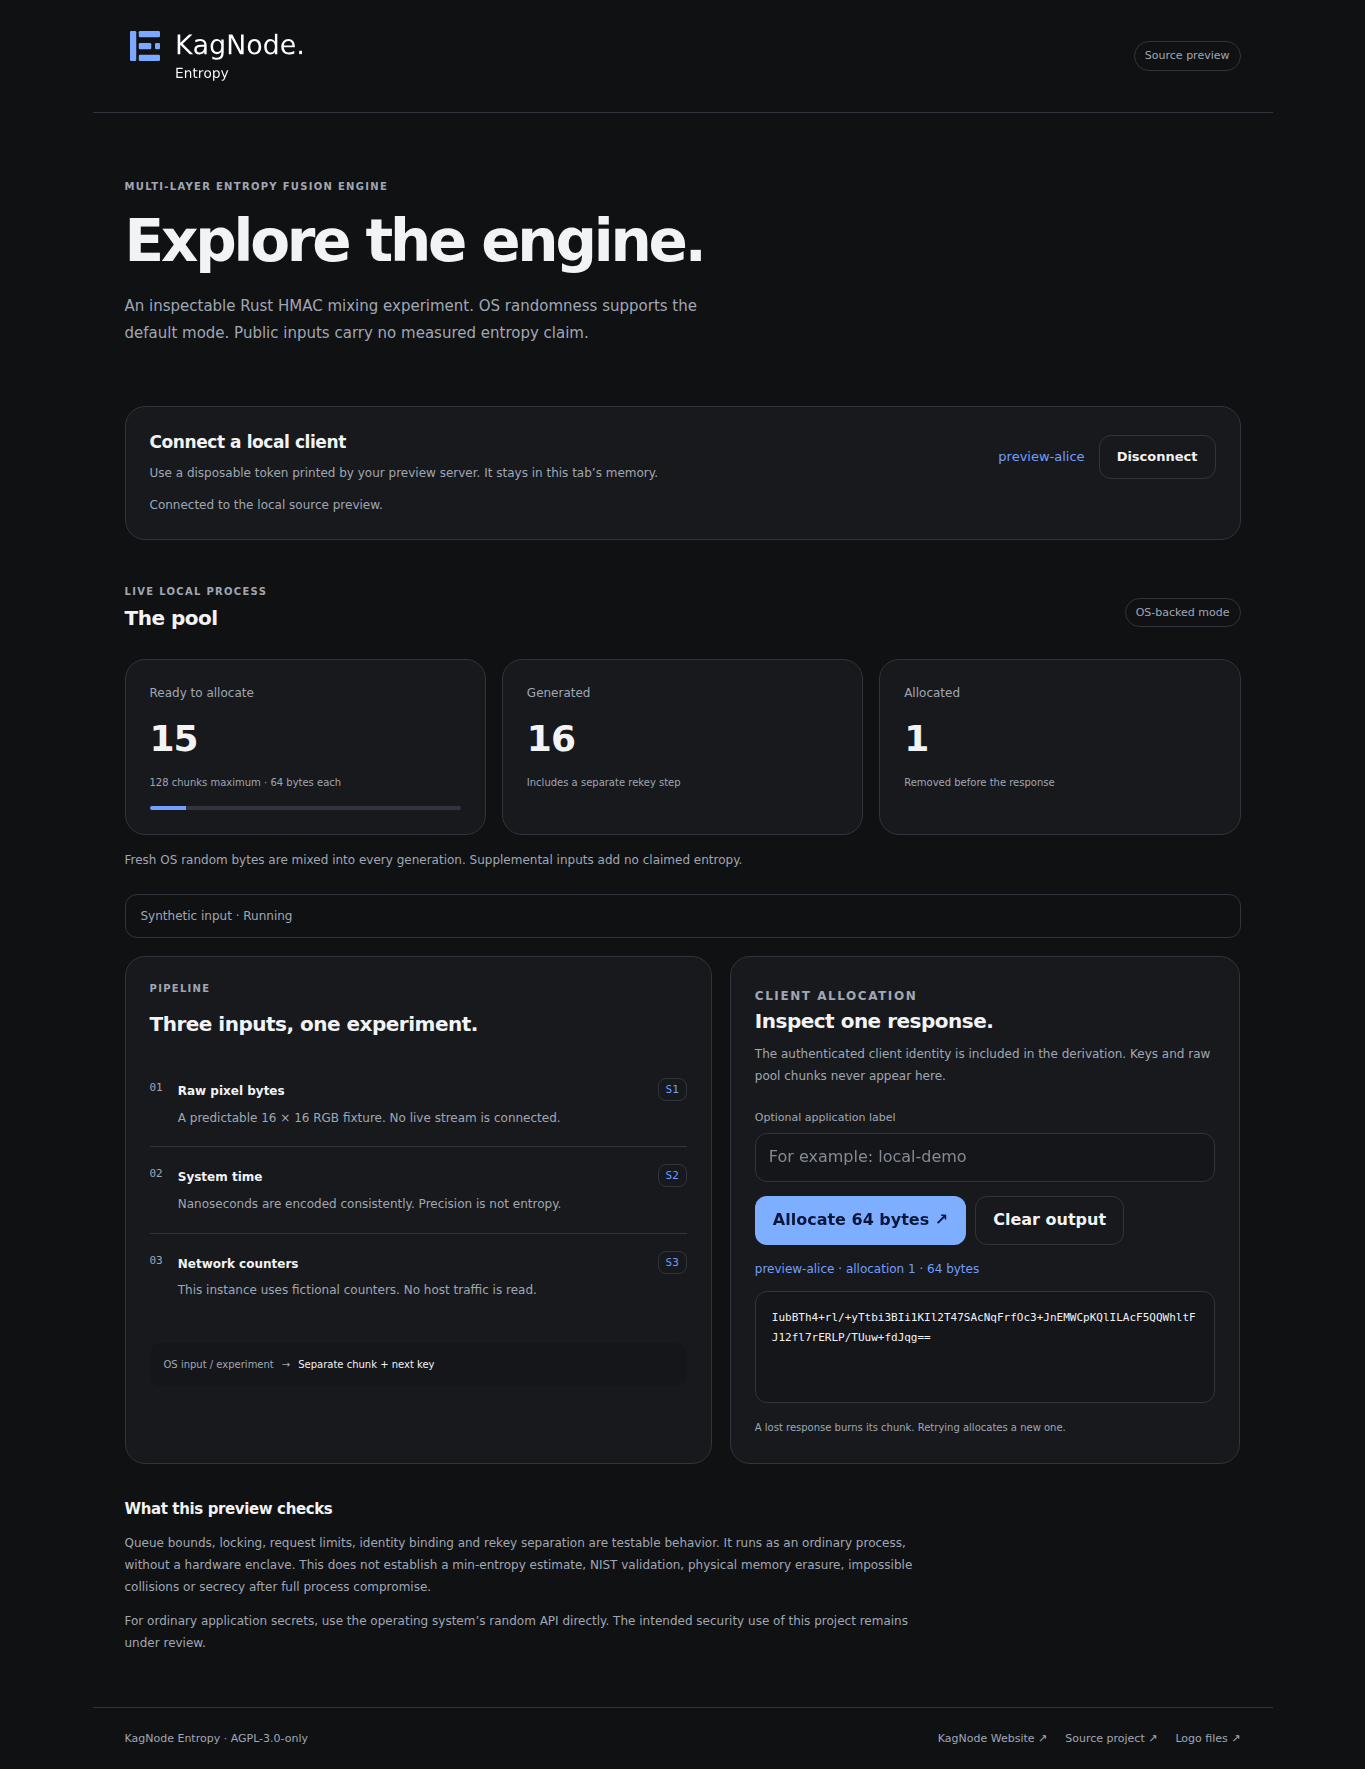 KagNode.
Entropy
Source preview
MULTI-LAYER ENTROPY FUSION ENGINE
Explore the engine.
An inspectable Rust HMAC mixing experiment. OS randomness supports the
default mode. Public inputs carry no measured entropy claim.
Connect a local client
Use a disposable token printed by your preview server. It stays in this tab’s memory.
Connected to the local source preview.
preview-alice
Disconnect
LIVE LOCAL PROCESS
The pool
OS-backed mode
Ready to allocate
15
128 chunks maximum · 64 bytes each
Generated
16
Includes a separate rekey step
Allocated
1
Removed before the response
Fresh OS random bytes are mixed into every generation. Supplemental inputs add no claimed entropy.
Synthetic input · Running
PIPELINE
Three inputs, one experiment.
01 Raw pixel bytes S1
A predictable 16 × 16 RGB fixture. No live stream is connected.
02 System time S2
Nanoseconds are encoded consistently. Precision is not entropy.
03 Network counters S3
This instance uses fictional counters. No host traffic is read.
OS input / experiment → Separate chunk + next key
CLIENT ALLOCATION
Inspect one response.
The authenticated client identity is included in the derivation. Keys and raw
pool chunks never appear here.
Optional application label
For example: local-demo
Allocate 64 bytes ↗
Clear output
preview-alice · allocation 1 · 64 bytes
IubBTh4+rl/+yTtbi3BIi1KIl2T47SAcNqFrfOc3+JnEMWCpKQlILAcF5QQWhltF
J12fl7rERLP/TUuw+fdJqg==
A lost response burns its chunk. Retrying allocates a new one.
What this preview checks
Queue bounds, locking, request limits, identity binding and rekey separation are testable behavior. It runs as an ordinary process,
without a hardware enclave. This does not establish a min-entropy estimate, NIST validation, physical memory erasure, impossible
collisions or secrecy after full process compromise.
For ordinary application secrets, use the operating system’s random API directly. The intended security use of this project remains
under review.
KagNode Entropy · AGPL-3.0-only
KagNode Website ↗
Source project ↗
Logo files ↗